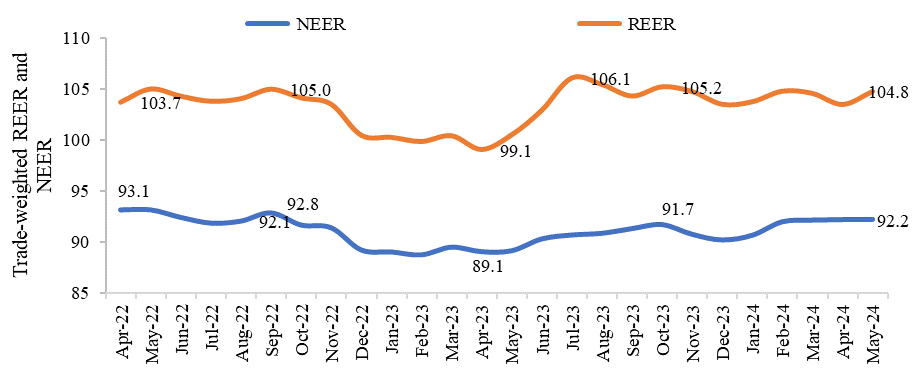 NEER
REER
Trade-weighted REER and
NEER
110
105
100
95
90
85
103.7
105.0
99.1
106.1
105.2
104.8
93.1
92.1
92.8
89.1
91.7
92.2
Apr-22
May-22
Jun-22
Jul-22
Aug-22
Sep-22
Oct-22
Nov-22
Dec-22
Jan-23
Feb-23
Mar-23
Apr-23
May-23
Jun-23
Jul-23
Aug-23
Sep-23
Oct-23
Nov-23
Dec-23
Jan-24
Feb-24
Mar-24
Apr-24
May-24